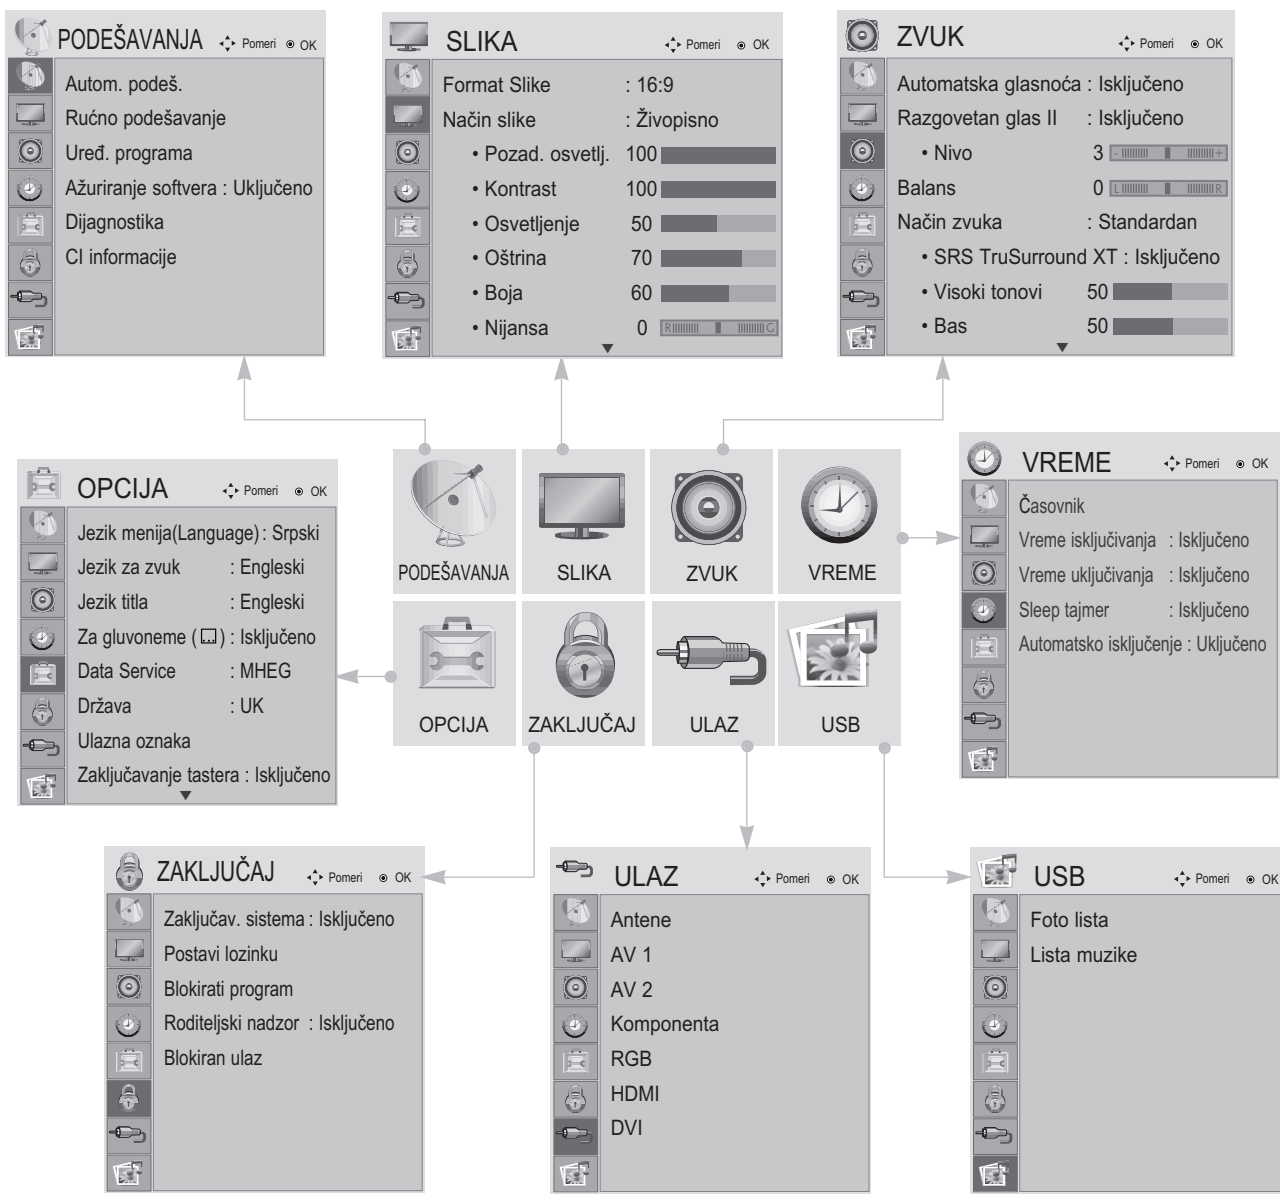 PODEŠAVANJA Pomeri OK
Autom. podeš.
Rućno podešavanje
Uređ. programa
Ažuriranje softvera : Uključeno
Dijagnostika
CI informacije
SLIKA Pomeri OK
Format Slike : 16:9
Način slike : Živopisno
• Pozad. osvetlj. 100
• Kontrast 100
• Osvetljenje 50
• Oštrina 70
• Boja 60
• Nijansa 0 R G
ZVUK Pomeri OK
Automatska glasnoća : Isključeno
Razgovetan glas II : Isključeno
• Nivo 3 - +
Balans 0 L R
Način zvuka : Standardan
• SRS TruSurround XT : Isključeno
• Visoki tonovi 50
• Bas 50
OPCIJA Pomeri OK
Jezik menija(Language) : Srpski
Jezik za zvuk : Engleski
Jezik titla : Engleski
Za gluvoneme ( ) : Isključeno
Data Service : MHEG
Država : UK
Ulazna oznaka
Zaključavanje tastera : Isključeno
PODEŠAVANJA SLIKA ZVUK VREME
OPCIJA ZAKLJUČAJ ULAZ USB
VREME Pomeri OK
Časovnik
Vreme isključivanja : Isključeno
Vreme uključivanja : Isključeno
Sleep tajmer : Isključeno
Automatsko isključenje : Uključeno
ZAKLJUČAJ Pomeri OK
Zaključav. sistema : Isključeno
Postavi lozinku
Blokirati program
Roditeljski nadzor : Isključeno
Blokiran ulaz
ULAZ Pomeri OK
Antene
AV 1
AV 2
Komponenta
RGB
HDMI
DVI
USB Pomeri OK
Foto lista
Lista muzike